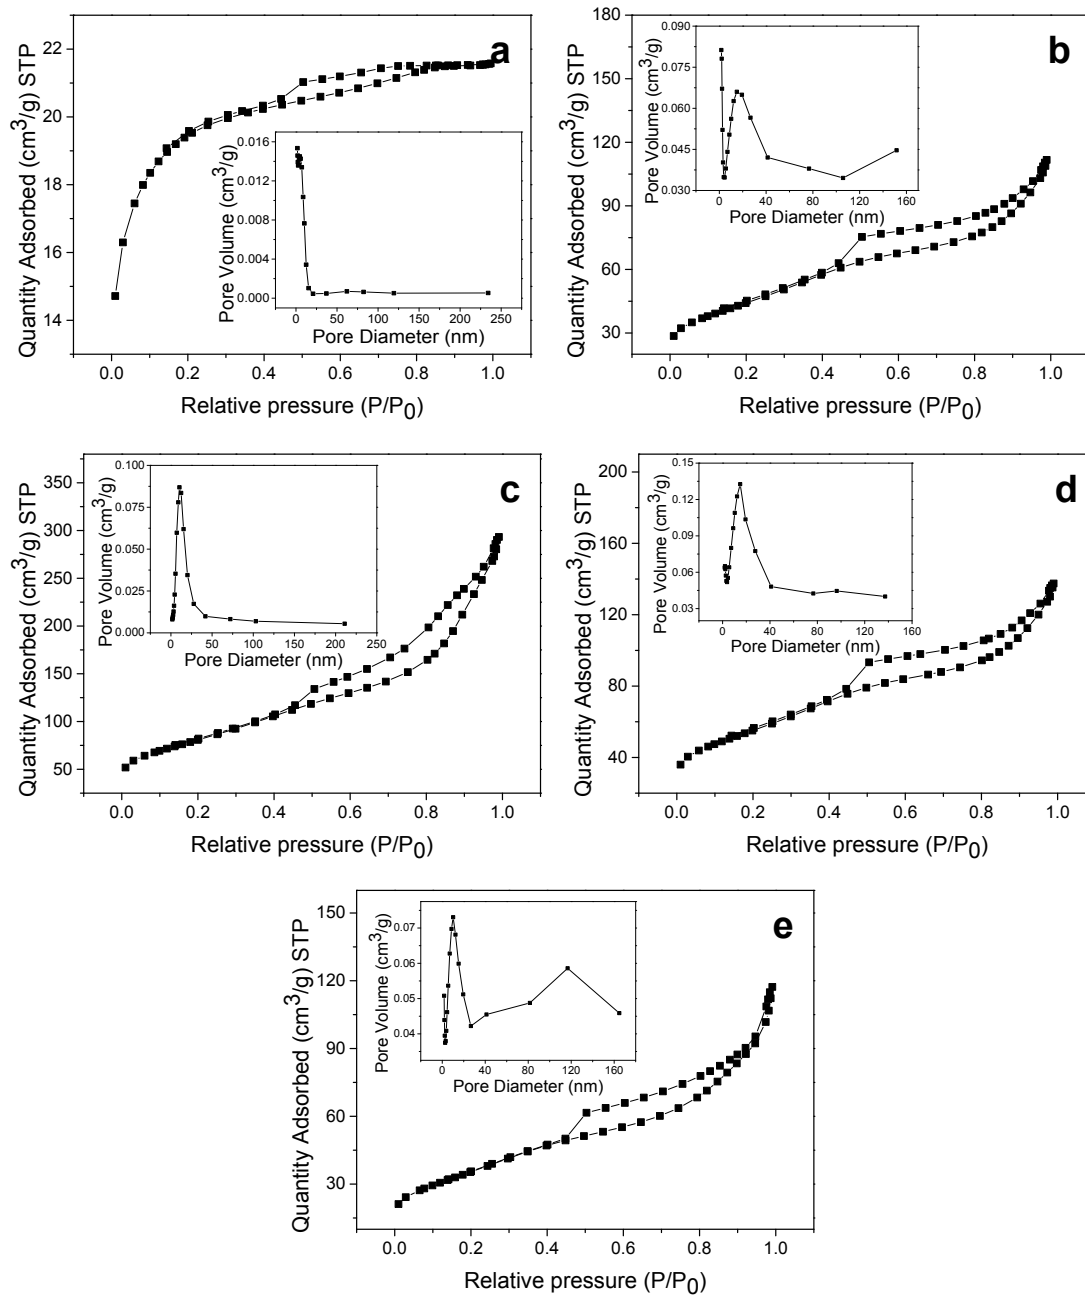 a
Quantity Adsorbed (cm³/g) STP
22
20
18
16
14
0.0 0.2 0.4 0.6 0.8 1.0
Relative pressure (P/P₀)
Pore Volume (cm³/g)
0.016
0.012
0.008
0.004
0.000
0 50 100 150 200 250
Pore Diameter (nm)
b
Quantity Adsorbed (cm³/g) STP
180
150
120
90
60
30
0.0 0.2 0.4 0.6 0.8 1.0
Relative pressure (P/P₀)
Pore Volume (cm³/g)
0.090
0.075
0.060
0.045
0.030
0 40 80 120 160
Pore Diameter (nm)
c
Quantity Adsorbed (cm³/g) STP
350
300
250
200
150
100
50
0.0 0.2 0.4 0.6 0.8 1.0
Relative pressure (P/P₀)
Pore Volume (cm³/g)
0.100
0.075
0.050
0.025
0.000
0 50 100 150 200 250
Pore Diameter (nm)
d
Quantity Adsorbed (cm³/g) STP
200
160
120
80
40
0.0 0.2 0.4 0.6 0.8 1.0
Relative pressure (P/P₀)
Pore Volume (cm³/g)
0.15
0.12
0.09
0.06
0.03
0 40 80 120 160
Pore Diameter (nm)
e
Quantity Adsorbed (cm³/g) STP
150
120
90
60
30
0.0 0.2 0.4 0.6 0.8 1.0
Relative pressure (P/P₀)
Pore Volume (cm³/g)
0.07
0.06
0.05
0.04
0 40 80 120 160
Pore Diameter (nm)